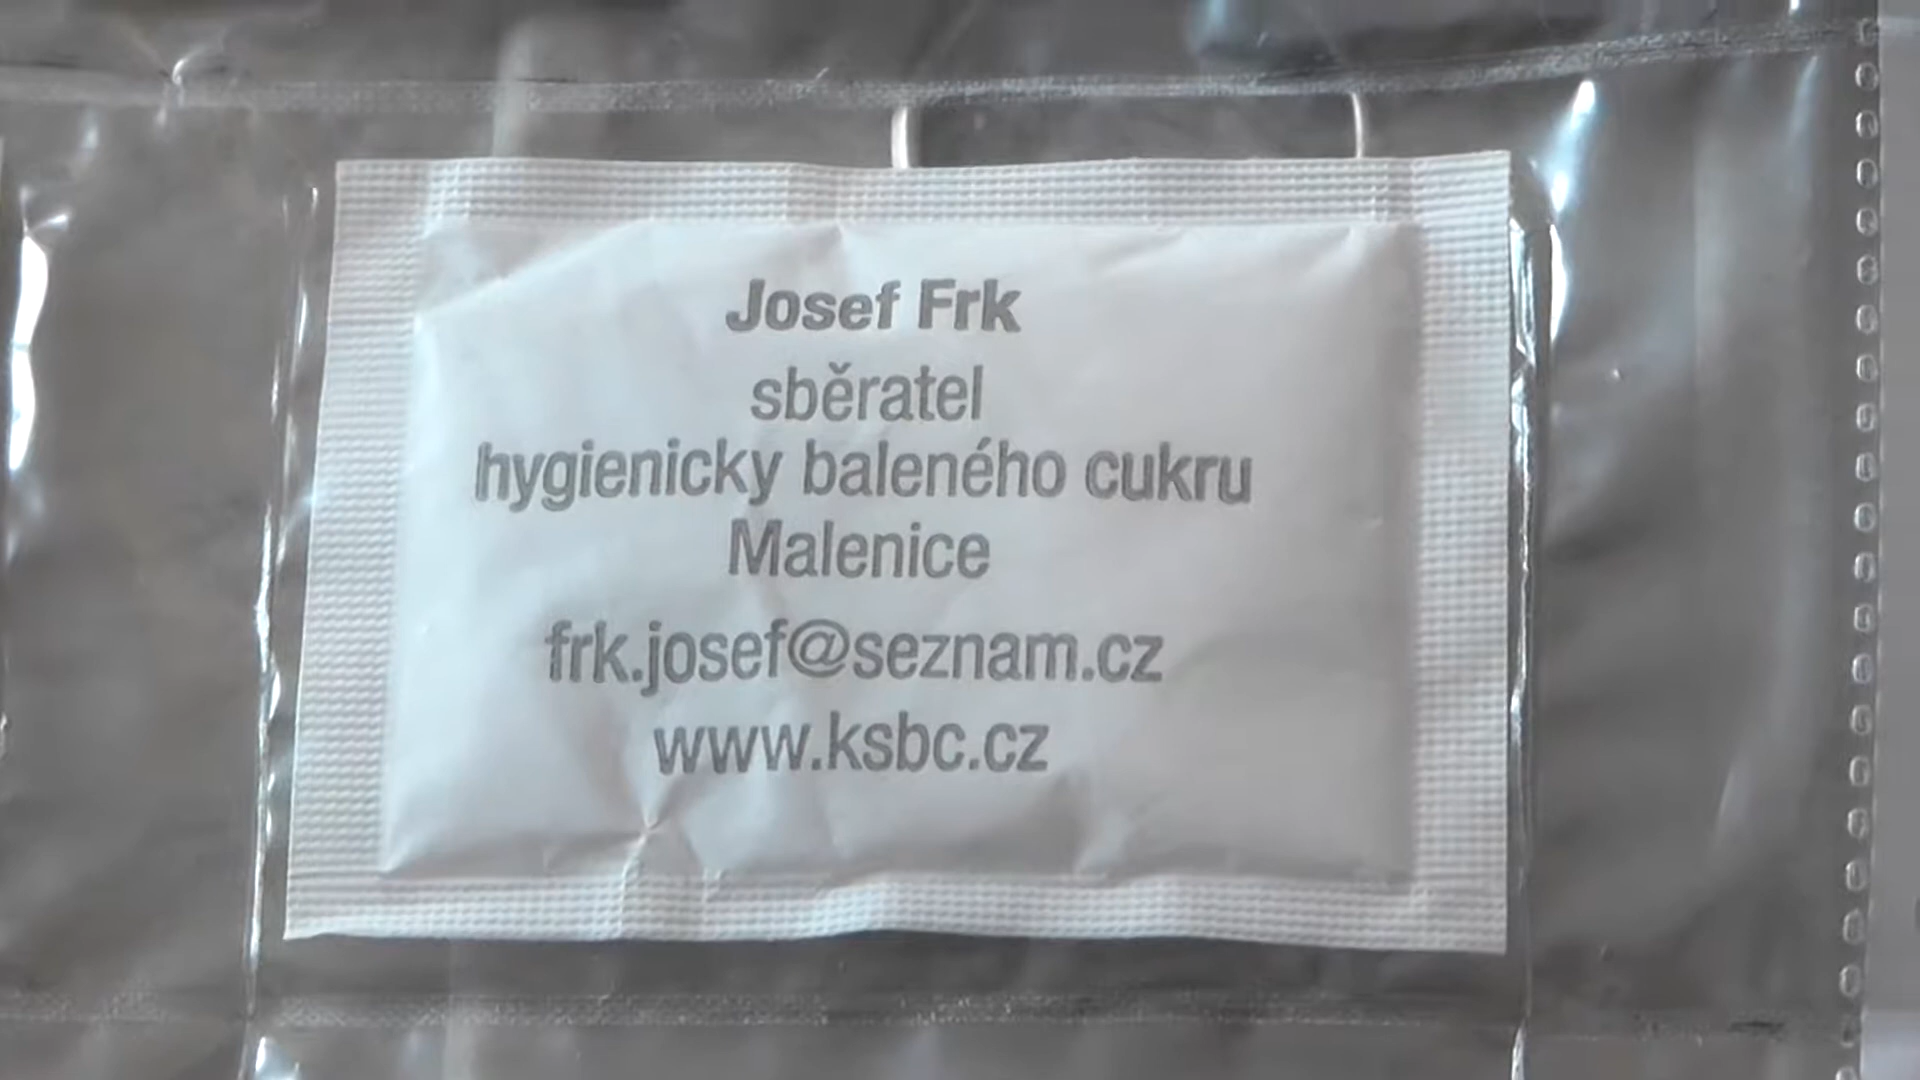 Josef Frk
sběratel
hygienicky baleného cukru
Malenice
frk.josef@seznam.cz
www.ksbc.cz